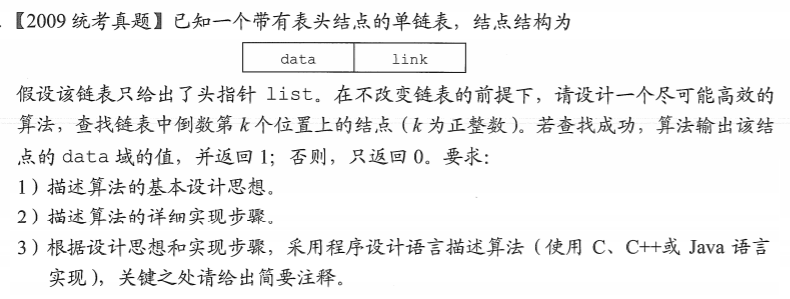 .【2009 统考真题】已知一个带有表头结点的单链表，结点结构为
data link
假设该链表只给出了头指针 list。在不改变链表的前提下，请设计一个尽可能高效的
算法，查找链表中倒数第 k 个位置上的结点（k 为正整数）。若查找成功，算法输出该结
点的 data 域的值，并返回 1；否则，只返回 0。要求：
1）描述算法的基本设计思想。
2）描述算法的详细实现步骤。
3）根据设计思想和实现步骤，采用程序设计语言描述算法（使用 C、C++或 Java 语言
实现），关键之处请给出简要注释。